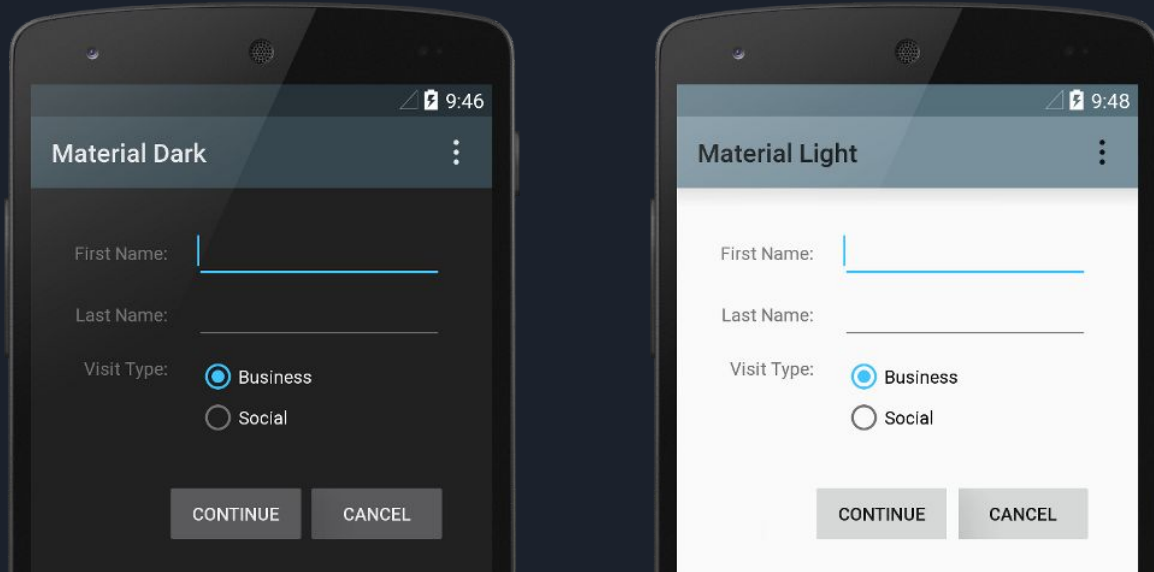 9:46
Material Dark
First Name:
Last Name:
Visit Type:
Business
Social
CONTINUE CANCEL
9:48
Material Light
First Name:
Last Name:
Visit Type:
Business
Social
CONTINUE CANCEL